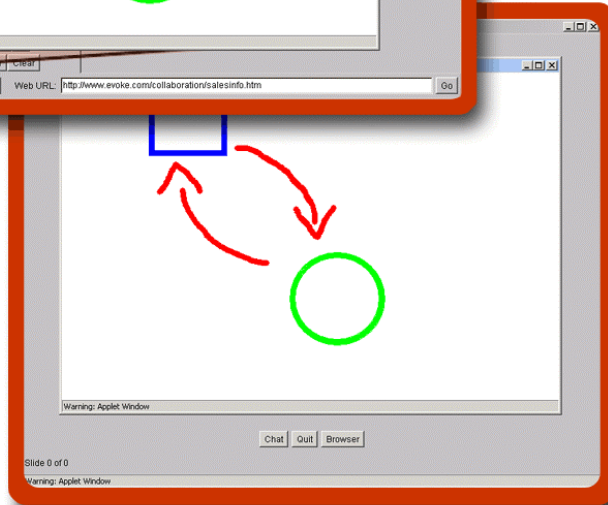 Clear
Web URL: http://www.evoke.com/collaboration/salesinfo.htm Go
Warning: Applet Window
Chat Quit Browser
Slide 0 of 0
Warning: Applet Window